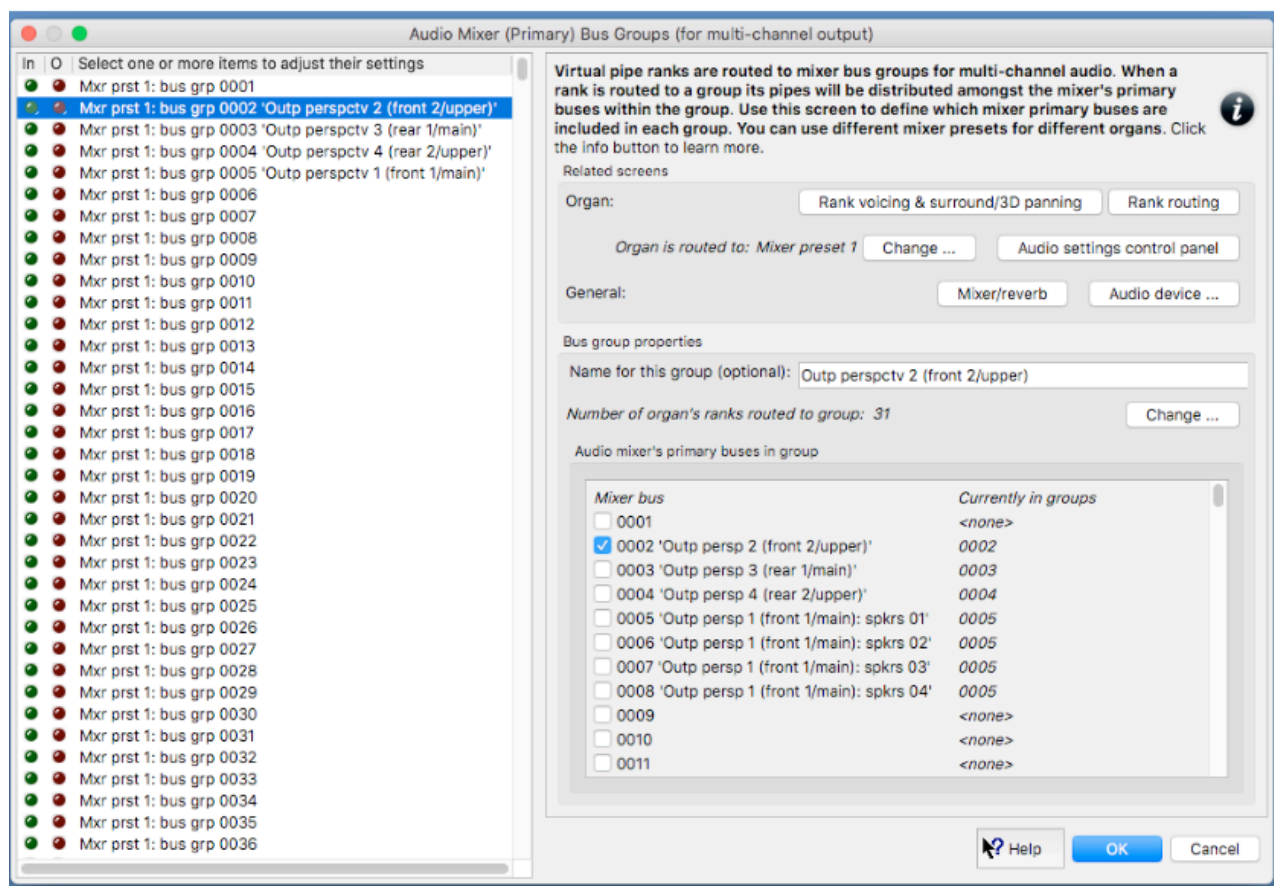 Audio Mixer (Primary) Bus Groups (for multi-channel output)
In O Select one or more items to adjust their settings
Mxr prst 1: bus grp 0001
Mxr prst 1: bus grp 0002 'Outp perspctv 2 (front 2/upper)'
Mxr prst 1: bus grp 0003 'Outp perspctv 3 (rear 1/main)'
Mxr prst 1: bus grp 0004 'Outp perspctv 4 (rear 2/upper)'
Mxr prst 1: bus grp 0005 'Outp perspctv 1 (front 1/main)'
Mxr prst 1: bus grp 0006
Mxr prst 1: bus grp 0007
Mxr prst 1: bus grp 0008
Mxr prst 1: bus grp 0009
Mxr prst 1: bus grp 0010
Mxr prst 1: bus grp 0011
Mxr prst 1: bus grp 0012
Mxr prst 1: bus grp 0013
Mxr prst 1: bus grp 0014
Mxr prst 1: bus grp 0015
Mxr prst 1: bus grp 0016
Mxr prst 1: bus grp 0017
Mxr prst 1: bus grp 0018
Mxr prst 1: bus grp 0019
Mxr prst 1: bus grp 0020
Mxr prst 1: bus grp 0021
Mxr prst 1: bus grp 0022
Mxr prst 1: bus grp 0023
Mxr prst 1: bus grp 0024
Mxr prst 1: bus grp 0025
Mxr prst 1: bus grp 0026
Mxr prst 1: bus grp 0027
Mxr prst 1: bus grp 0028
Mxr prst 1: bus grp 0029
Mxr prst 1: bus grp 0030
Mxr prst 1: bus grp 0031
Mxr prst 1: bus grp 0032
Mxr prst 1: bus grp 0033
Mxr prst 1: bus grp 0034
Mxr prst 1: bus grp 0035
Mxr prst 1: bus grp 0036
Virtual pipe ranks are routed to mixer bus groups for multi-channel audio. When a
rank is routed to a group its pipes will be distributed amongst the mixer's primary
buses within the group. Use this screen to define which mixer primary buses are
included in each group. You can use different mixer presets for different organs. Click
the info button to learn more.
Related screens
Organ: Rank voicing & surround/3D panning Rank routing
Organ is routed to: Mixer preset 1 Change ... Audio settings control panel
General: Mixer/reverb Audio device ...
Bus group properties
Name for this group (optional): Outp perspctv 2 (front 2/upper)
Number of organ's ranks routed to group: 31 Change ...
Audio mixer's primary buses in group
Mixer bus Currently in groups
0001 <none>
0002 'Outp persp 2 (front 2/upper)' 0002
0003 'Outp persp 3 (rear 1/main)' 0003
0004 'Outp persp 4 (rear 2/upper)' 0004
0005 'Outp persp 1 (front 1/main): spkrs 01' 0005
0006 'Outp persp 1 (front 1/main): spkrs 02' 0005
0007 'Outp persp 1 (front 1/main): spkrs 03' 0005
0008 'Outp persp 1 (front 1/main): spkrs 04' 0005
0009 <none>
0010 <none>
0011 <none>
? Help OK Cancel